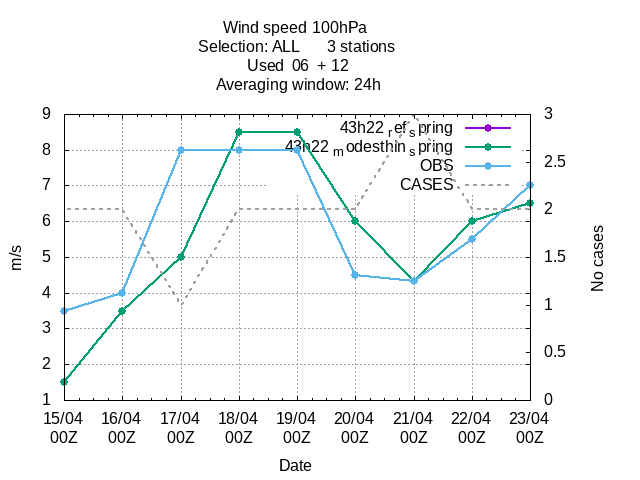 Wind speed 100hPa
Selection: ALL 3 stations
Used 06 + 12
Averaging window: 24h
43h22 ref spring
43h22 modesthin spring
OBS
CASES
9
8
7
6
5
4
3
2
1
3
2.5
2
1.5
1
0.5
0
m/s
No cases
15/04 16/04 17/04 18/04 19/04 20/04 21/04 22/04 23/04
00Z 00Z 00Z 00Z 00Z 00Z 00Z 00Z 00Z
Date